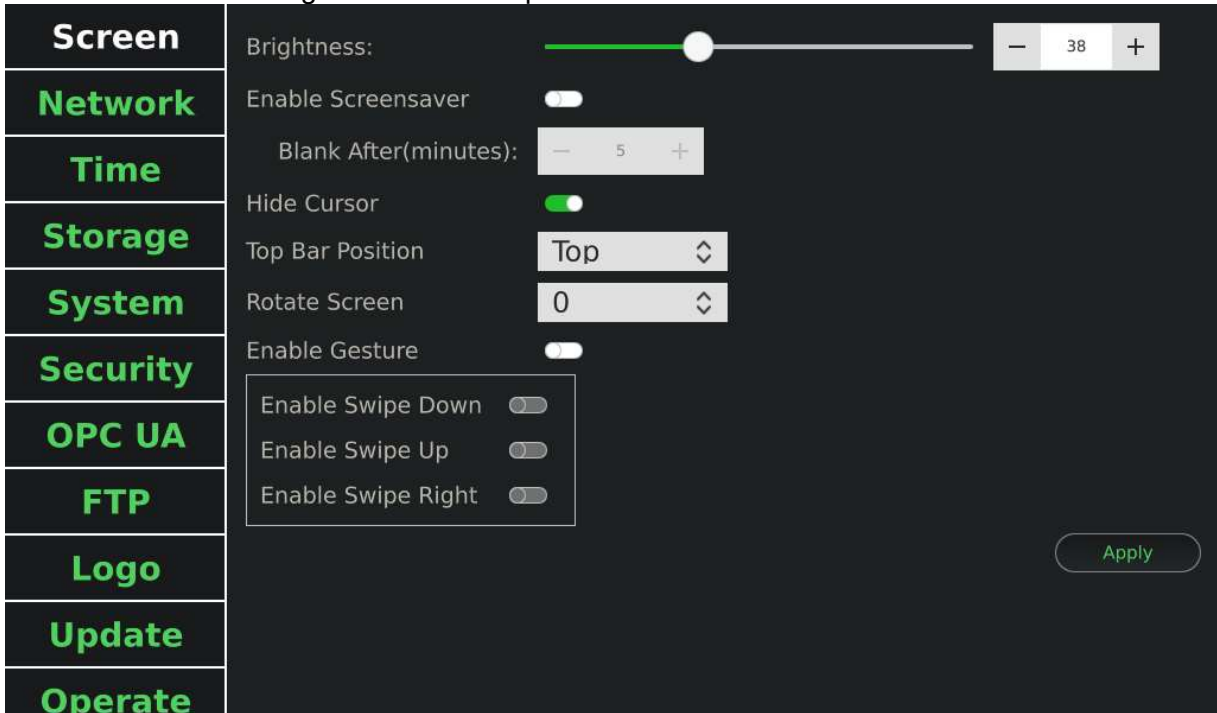 Screen
Network
Time
Storage
System
Security
OPC UA
FTP
Logo
Update
Operate
Brightness:
− 38 +
Enable Screensaver
Blank After(minutes):
− 5 +
Hide Cursor
Top Bar Position
Top
Rotate Screen
0
Enable Gesture
Enable Swipe Down
Enable Swipe Up
Enable Swipe Right
Apply